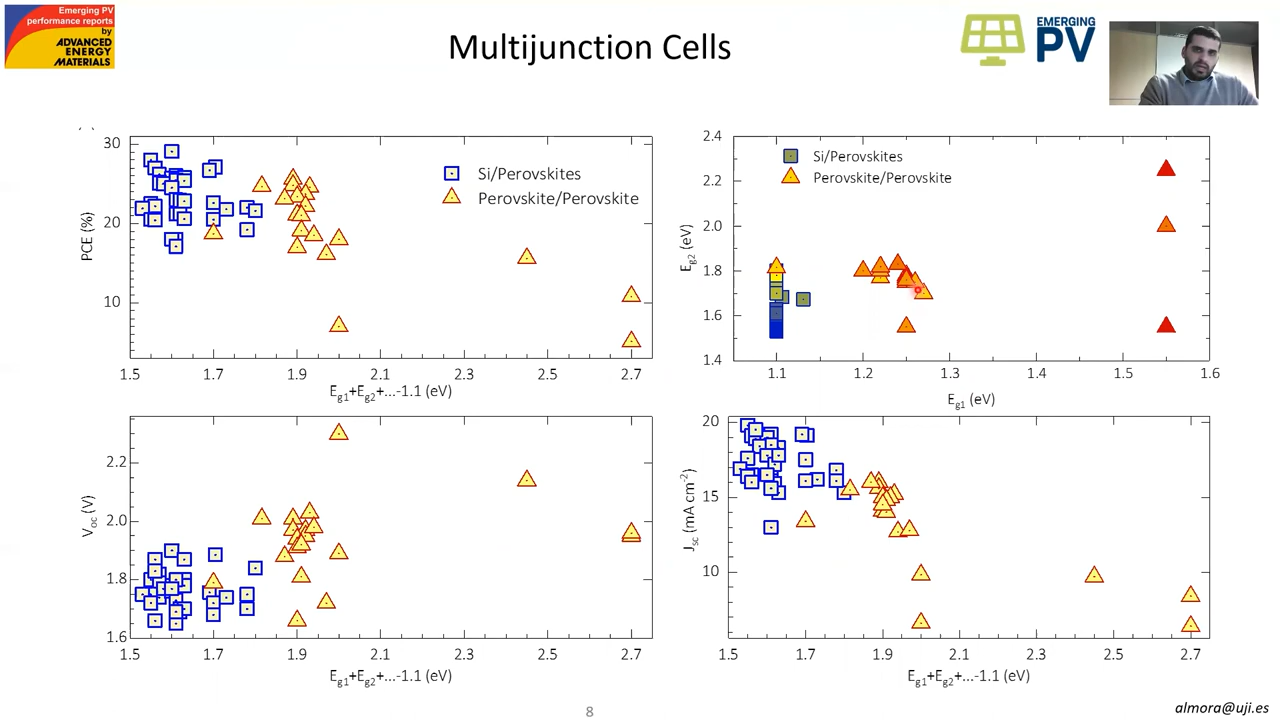 Emerging PV
performance reports
by
ADVANCED
ENERGY
MATERIALS
Multijunction Cells
EMERGING
PV
30
20
10
PCE (%)
Si/Perovskites
Perovskite/Perovskite
1.5 1.7 1.9 2.1 2.3 2.5 2.7
Eg1+Eg2+...-1.1 (eV)
2.4
2.2
2.0
1.8
1.6
1.4
Eg2 (eV)
Si/Perovskites
Perovskite/Perovskite
1.1 1.2 1.3 1.4 1.5 1.6
Eg1 (eV)
2.2
2.0
1.8
1.6
Voc (V)
1.5 1.7 1.9 2.1 2.3 2.5 2.7
Eg1+Eg2+...-1.1 (eV)
20
15
10
Jsc (mA cm-2)
1.5 1.7 1.9 2.1 2.3 2.5 2.7
Eg1+Eg2+...-1.1 (eV)
8
almora@uji.es